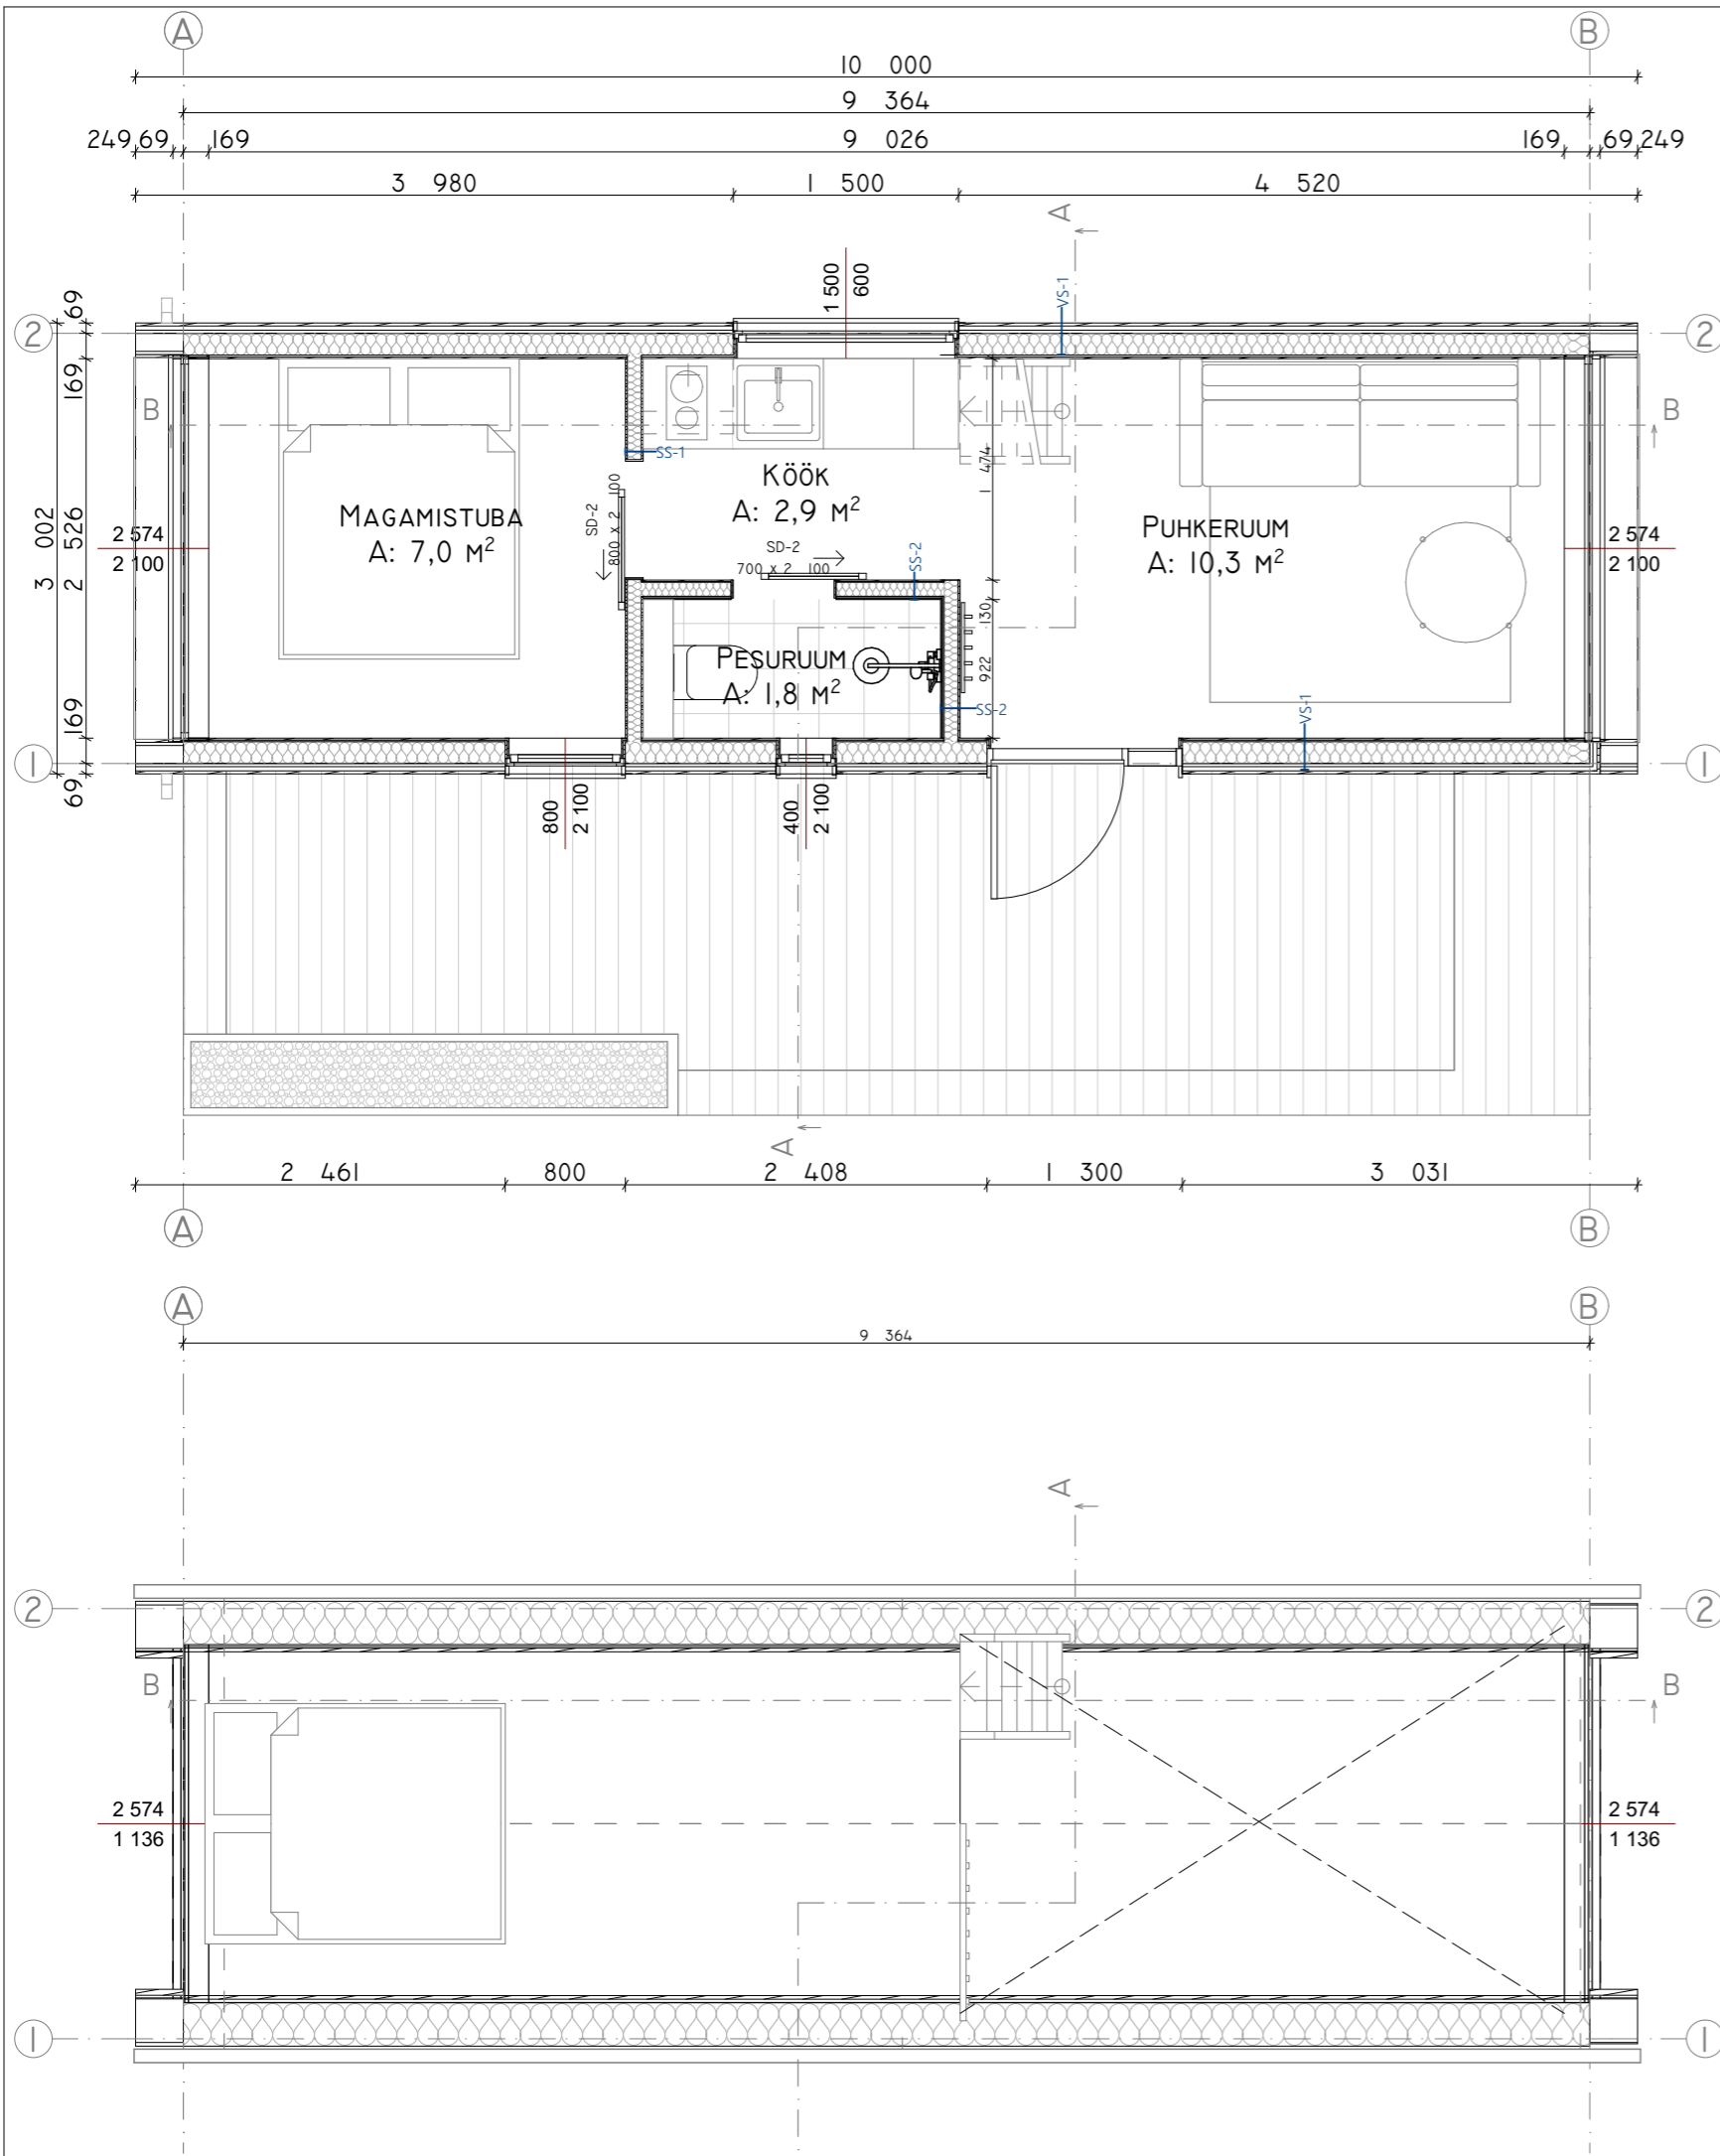 A B
10 000
9 364
249 69 169 9 026 169 69 249
3 980 1 500 4 520
A
1 500
600
VS-1
2 2
69
169
3 002
2 526
169
69
B B
SS-1
1 474
KÖÖK
A: 2,9 M²
MAGAMISTUBA
A: 7,0 M²
SD-2
800 x 2 100
SD-2
700 x 2 100
SS-2
PUHKERUUM
A: 10,3 M²
2 574
2 100
2 574
2 100
130
922
PESURUUM
A: 1,8 M²
SS-2
VS-1
1 1
800
2 100
400
2 100
A
2 461 800 2 408 1 300 3 031
A B
A B
9 364
A
2 2
B B
2 574
1 136
2 574
1 136
1 1